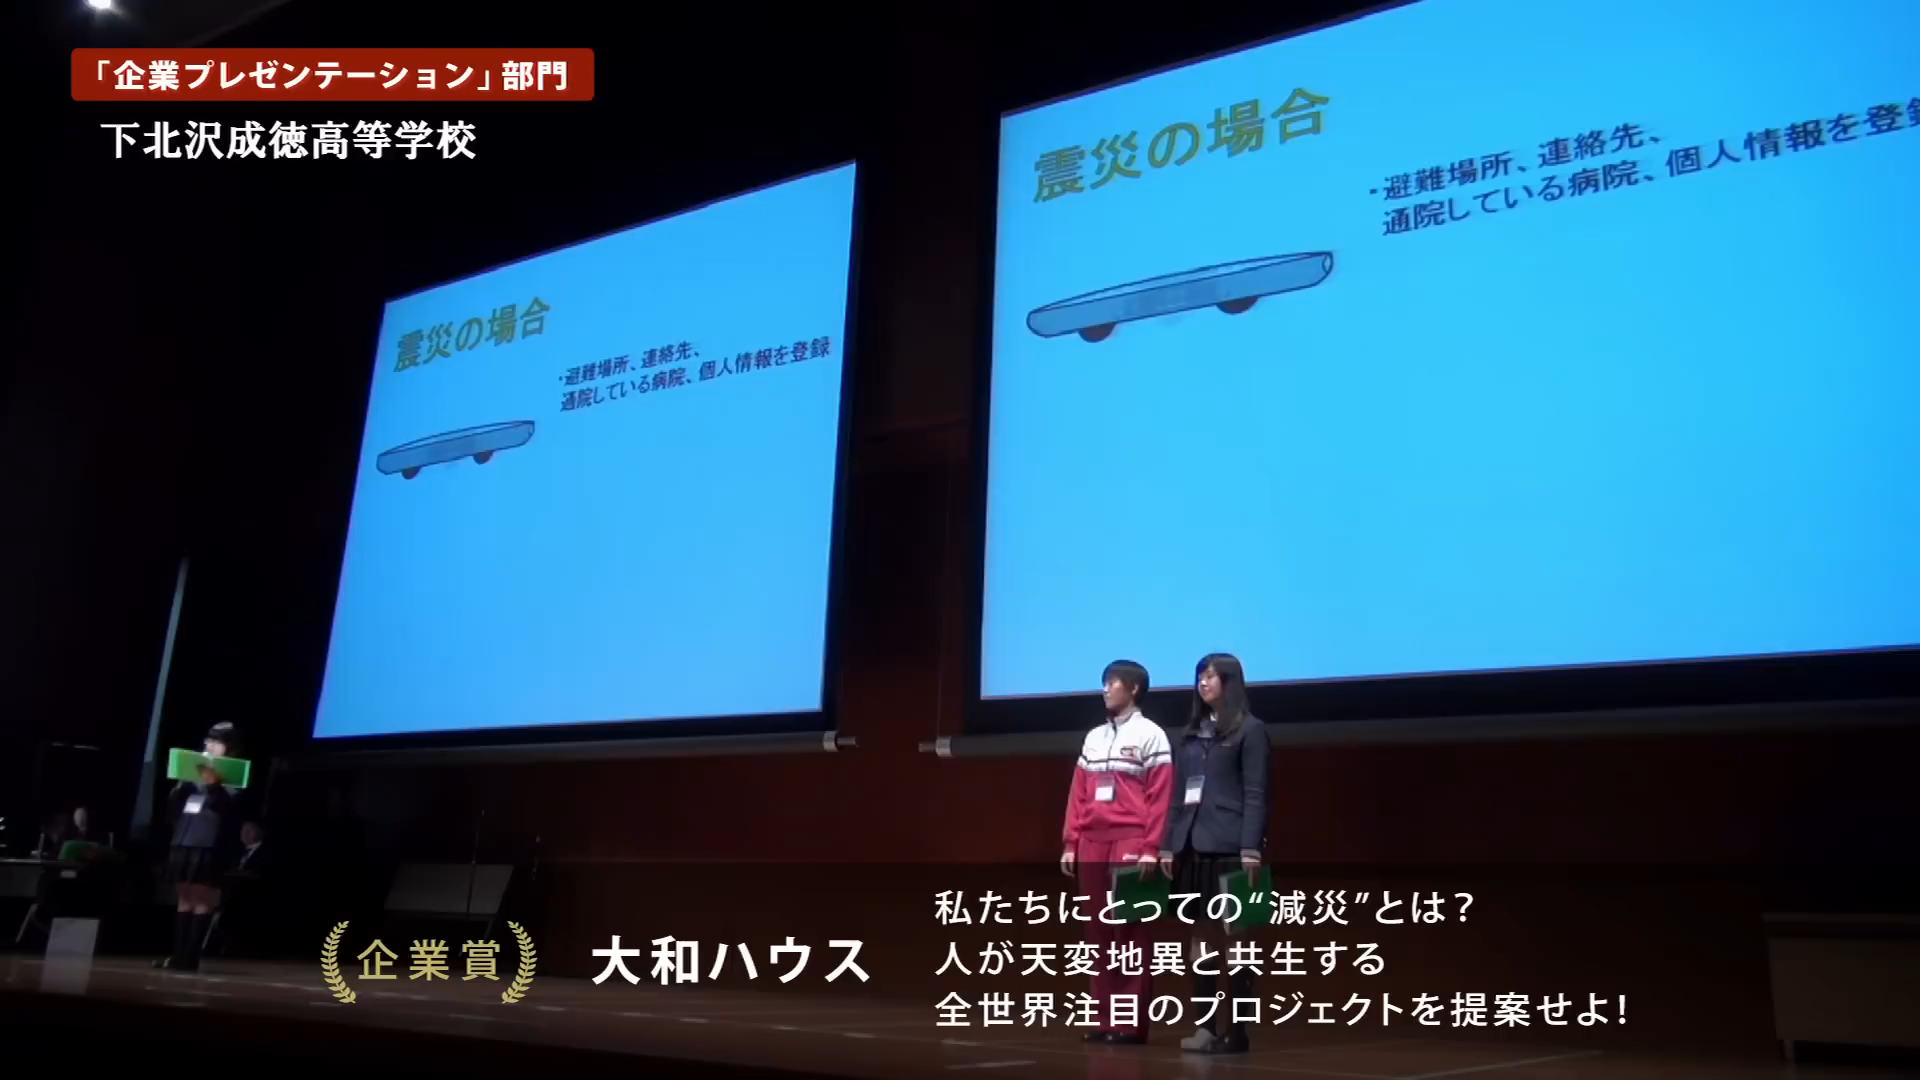 「企業プレゼンテーション」部門
下北沢成徳高等学校
震災の場合
・避難場所、連絡先、
通院している病院、個人情報を登録
震災の場合
・避難場所、連絡先、
通院している病院、個人情報を登録
企業賞
大和ハウス
私たちにとっての“減災”とは？
人が天変地異と共生する
全世界注目のプロジェクトを提案せよ！